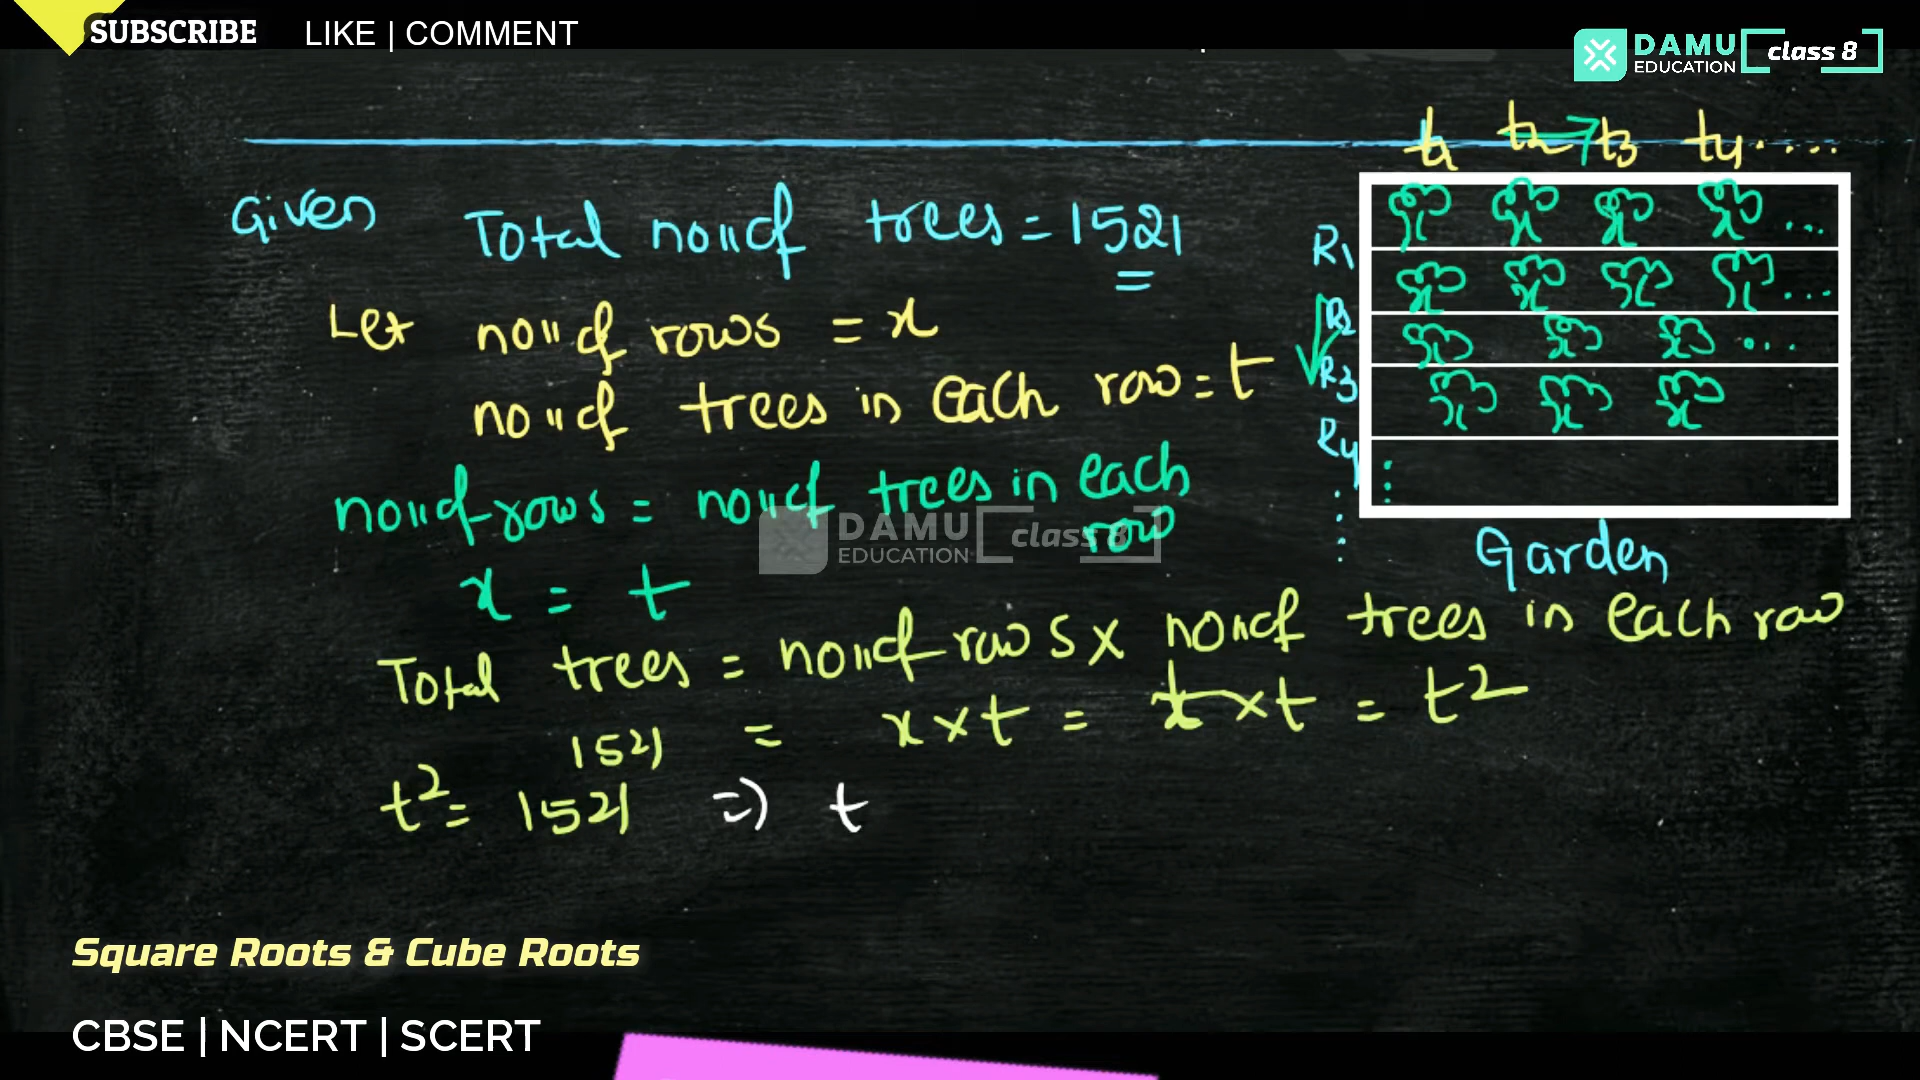 SUBSCRIBE LIKE | COMMENT
DAMU
EDUCATION
class 8
t1 t2 t3 t4 ....
Given Total no॥of trees = 1521
R1
Let no॥of rows = x
R2
no॥of trees in each row = t
R3
R4
no॥of rows = no॥of trees in each
row
DAMU
EDUCATION
class 8
Garden
x = t
Total trees = no॥of rows x no॥of trees in each row
1521 = x × t = t × t = t²
t² = 1521 => t
Square Roots & Cube Roots
CBSE | NCERT | SCERT